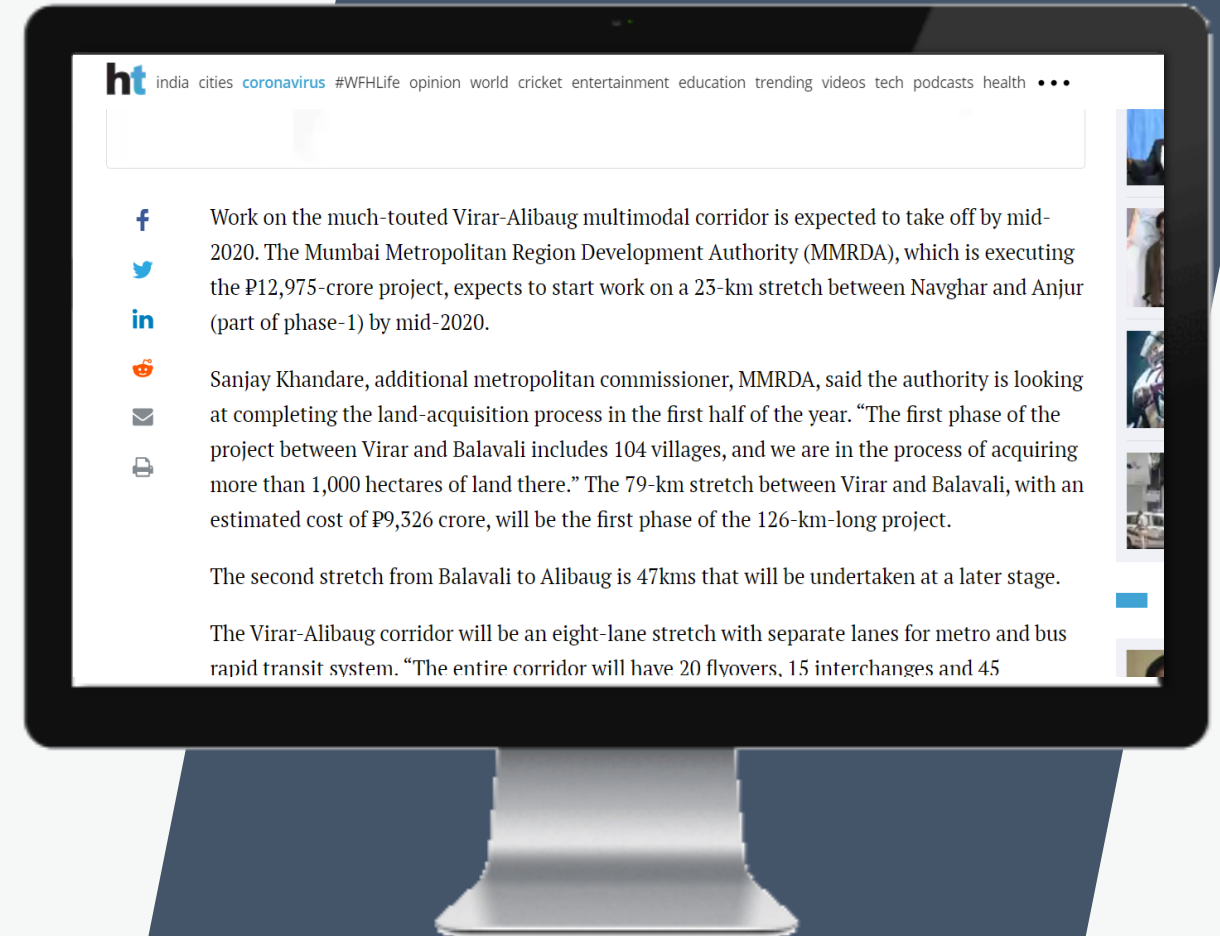 ht india cities coronavirus #WFHLife opinion world cricket entertainment education trending videos tech podcasts health •••
Work on the much-touted Virar-Alibaug multimodal corridor is expected to take off by mid-
2020. The Mumbai Metropolitan Region Development Authority (MMRDA), which is executing
the ₽12,975-crore project, expects to start work on a 23-km stretch between Navghar and Anjur
(part of phase-1) by mid-2020.
Sanjay Khandare, additional metropolitan commissioner, MMRDA, said the authority is looking
at completing the land-acquisition process in the first half of the year. “The first phase of the
project between Virar and Balavali includes 104 villages, and we are in the process of acquiring
more than 1,000 hectares of land there.” The 79-km stretch between Virar and Balavali, with an
estimated cost of ₽9,326 crore, will be the first phase of the 126-km-long project.
The second stretch from Balavali to Alibaug is 47kms that will be undertaken at a later stage.
The Virar-Alibaug corridor will be an eight-lane stretch with separate lanes for metro and bus
rapid transit system. “The entire corridor will have 20 flyovers, 15 interchanges and 45